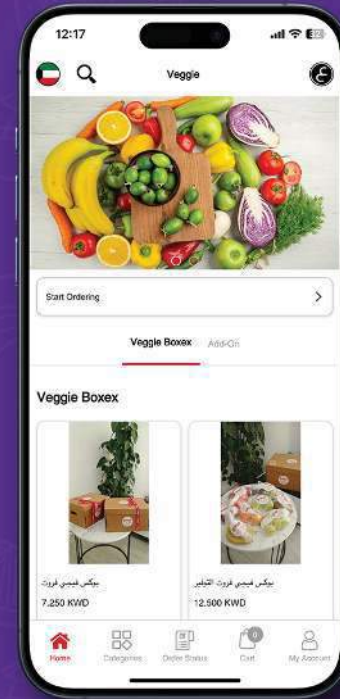 12:17
Veggie
ع
Start Ordering
Veggie Boxex
Add-On
Veggie Boxex
بوكس فيجي فروت
بوكس فيجي فروت التوفير
7.250 KWD
12.500 KWD
0
Home
Categories
Order Status
Cart
My Account